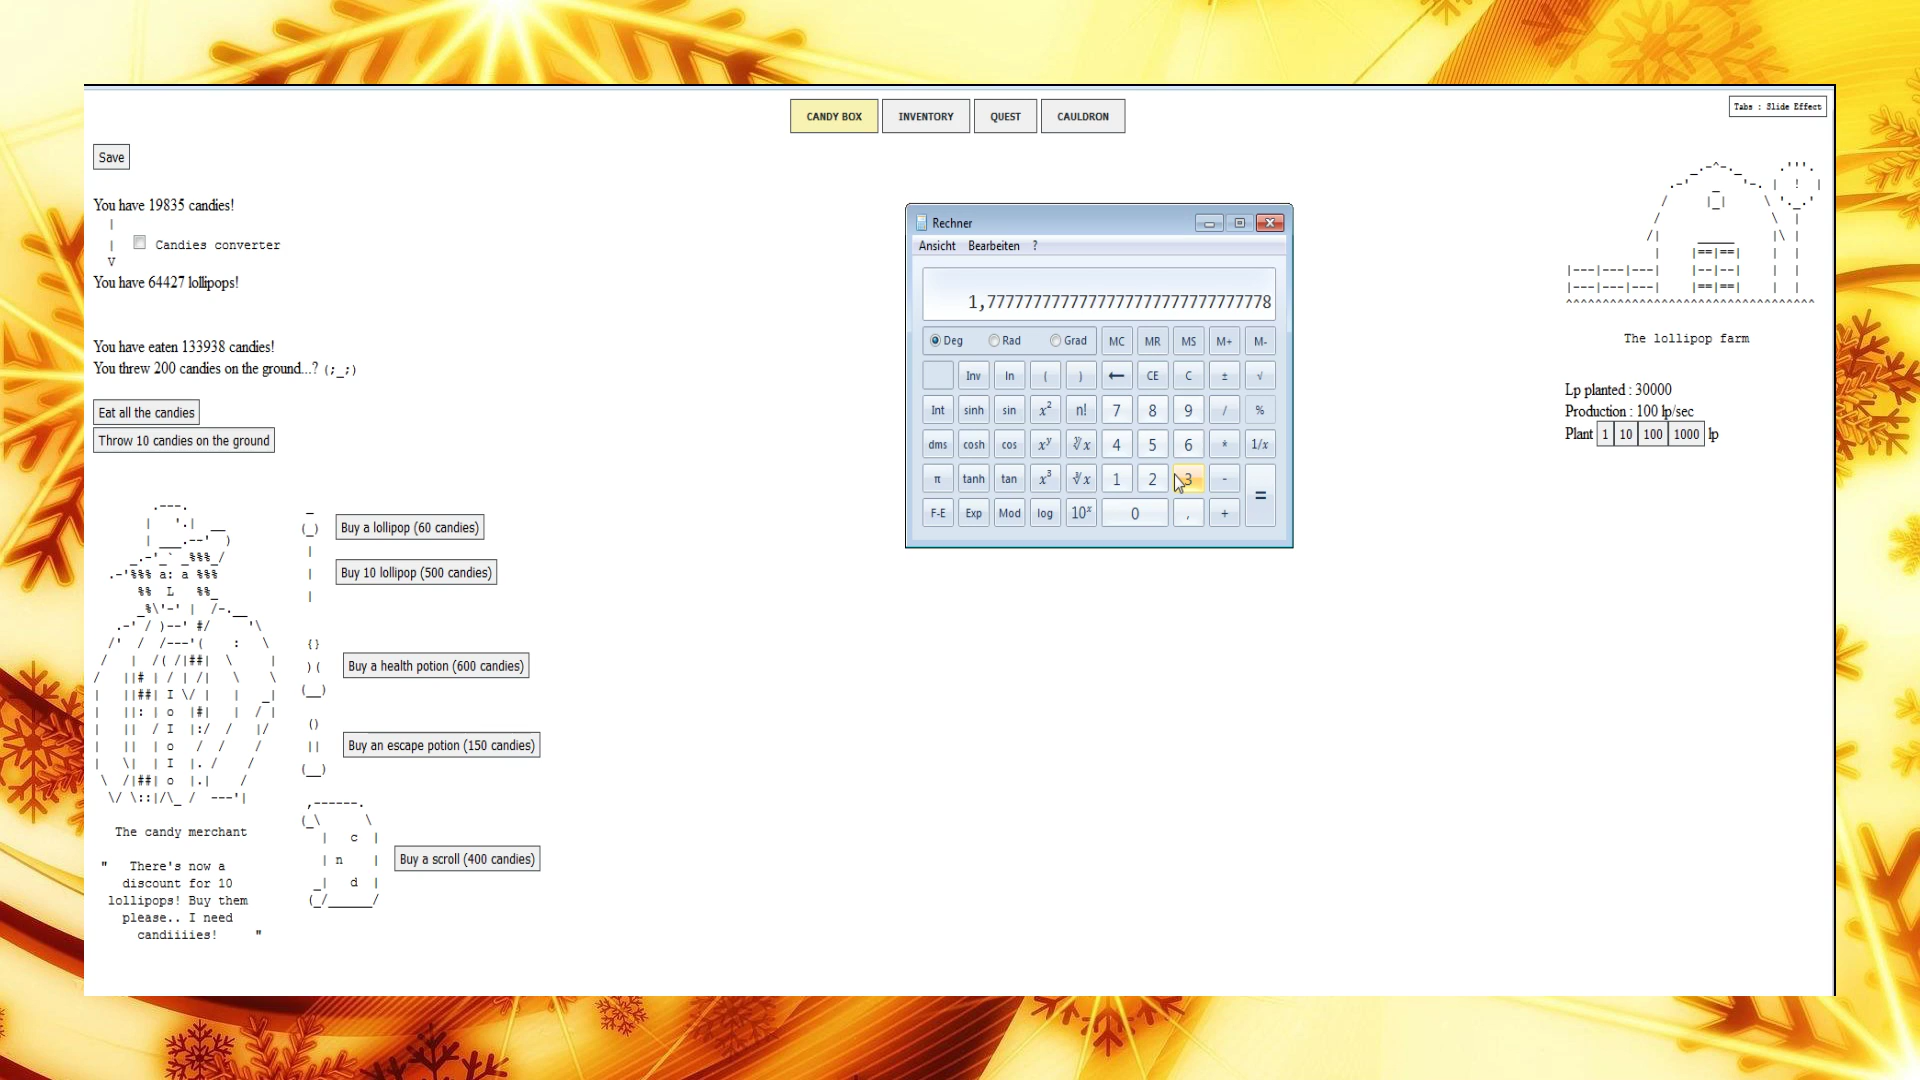 CANDY BOX
INVENTORY
QUEST
CAULDRON
Tabs : Slide Effect
Save
You have 19835 candies!
Candies converter
You have 64427 lollipops!
You have eaten 133938 candies!
You threw 200 candies on the ground...? (;_;)
Eat all the candies
Throw 10 candies on the ground
Buy a lollipop (60 candies)
Buy 10 lollipop (500 candies)
Buy a health potion (600 candies)
Buy an escape potion (150 candies)
c
n
d
Buy a scroll (400 candies)
The candy merchant
" There's now a
discount for 10
lollipops! Buy them
please.. I need
candiiiies! "
Rechner
Ansicht Bearbeiten ?
1,7777777777777777777777777777778
Deg Rad Grad MC MR MS M+ M-
Inv ln ( ) ← CE C ± √
Int sinh sin x² n! 7 8 9 / %
dms cosh cos xʸ ʸ√x 4 5 6 * 1/x
π tanh tan x³ ³√x 1 2 3 - =
F-E Exp Mod log 10ˣ 0 , +
The lollipop farm
Lp planted : 30000
Production : 100 lp/sec
Plant 1 10 100 1000 lp